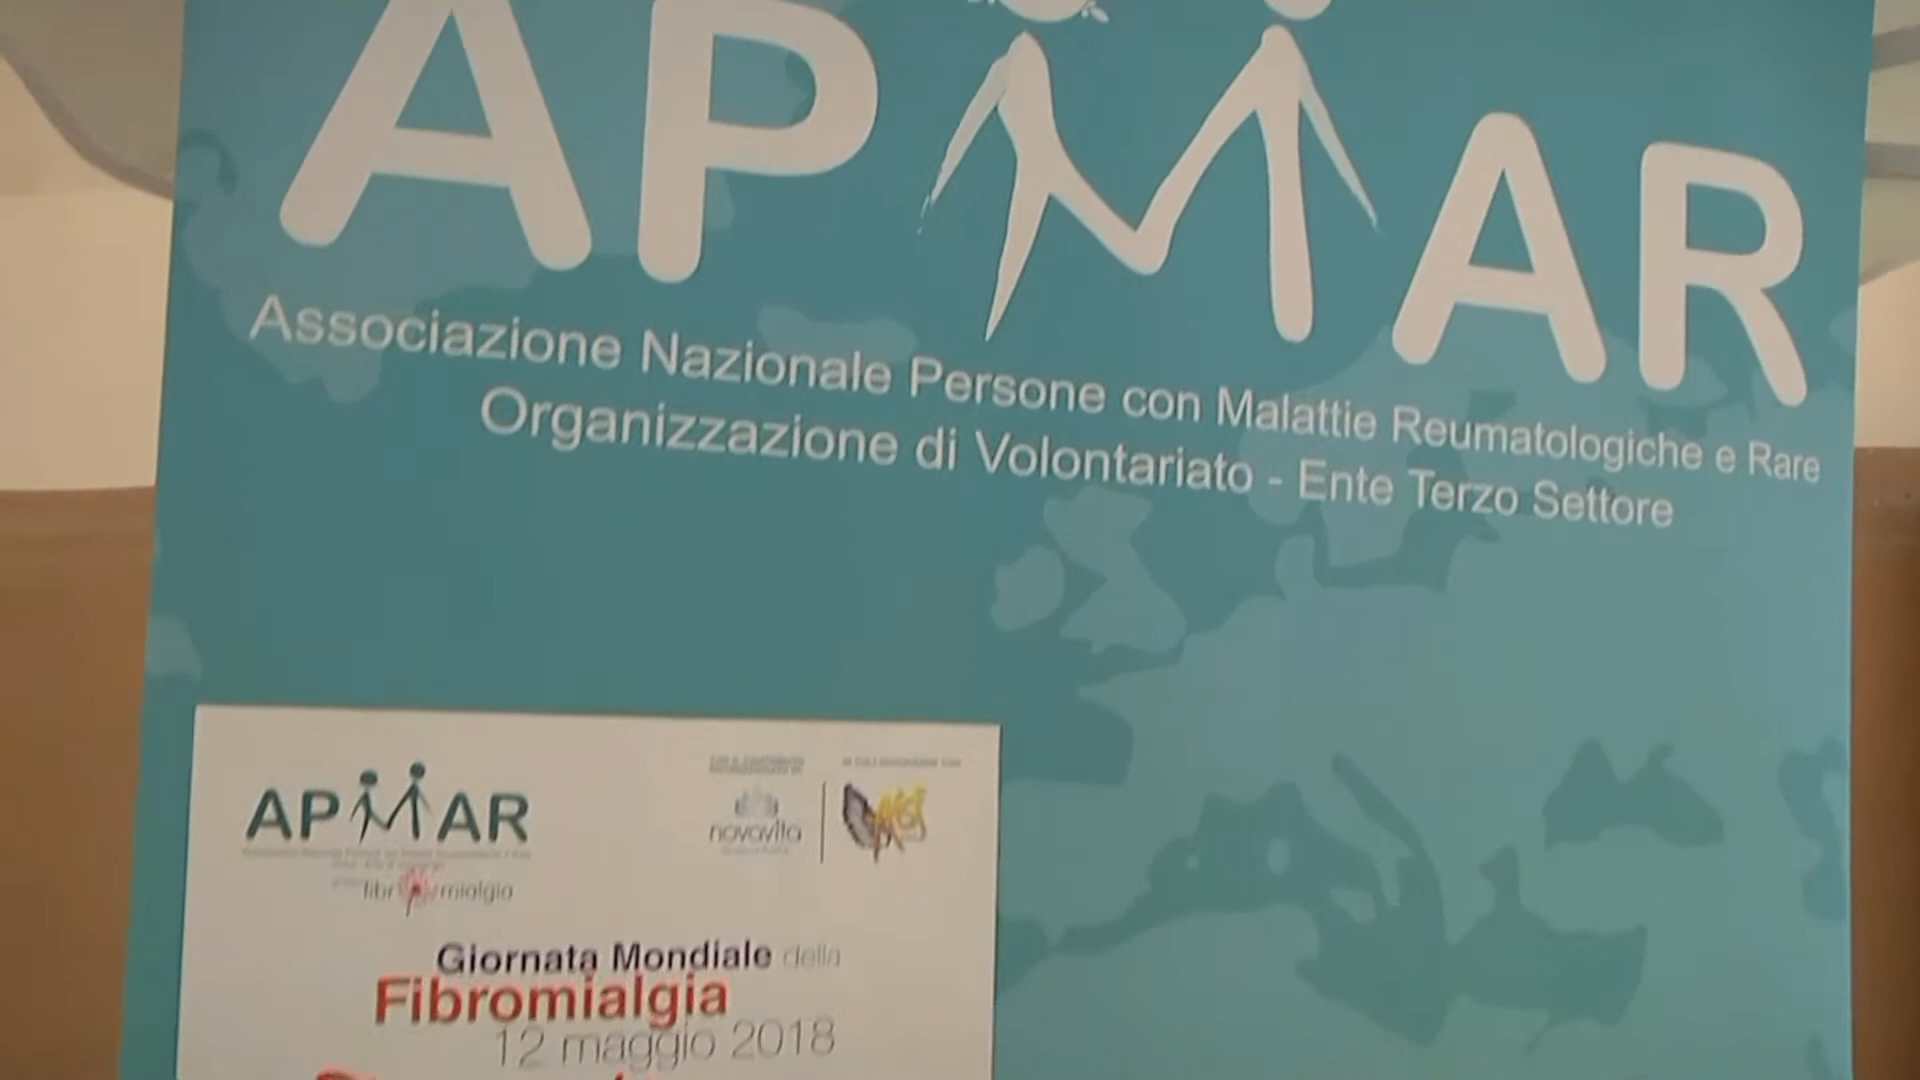 APMAR
Associazione Nazionale Persone con Malattie Reumatologiche e Rare
Organizzazione di Volontariato - Ente Terzo Settore
APMAR
novavita
fibromialgia
Giornata Mondiale della
Fibromialgia
12 maggio 2018